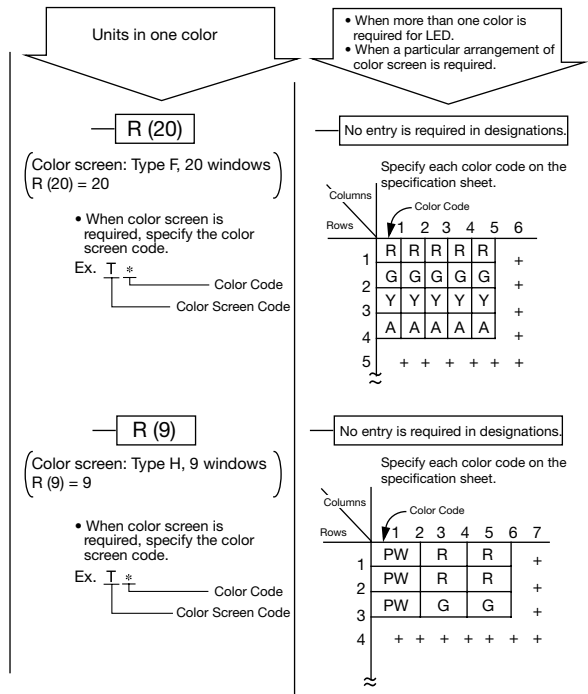 Units in one color
• When more than one color is
required for LED.
• When a particular arrangement of
color screen is required.
R (20)
Color screen: Type F, 20 windows
R (20) = 20
• When color screen is
required, specify the color
screen code.
Ex. T *
Color Code
Color Screen Code
No entry is required in designations.
Specify each color code on the
specification sheet.
Columns
Color Code
Rows 1 2 3 4 5 6
1 R R R R R +
2 G G G G G +
3 Y Y Y Y Y +
4 A A A A A +
5 + + + + + +
R (9)
Color screen: Type H, 9 windows
R (9) = 9
• When color screen is
required, specify the color
screen code.
Ex. T *
Color Code
Color Screen Code
No entry is required in designations.
Specify each color code on the
specification sheet.
Columns
Color Code
Rows 1 2 3 4 5 6 7
1 PW R R +
2 PW R R +
3 PW G G +
4 + + + + + + +